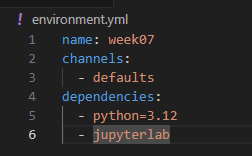 ! environment.yml
1 name: week07
2 channels:
3   - defaults
4 dependencies:
5   - python=3.12
6   - jupyterlab